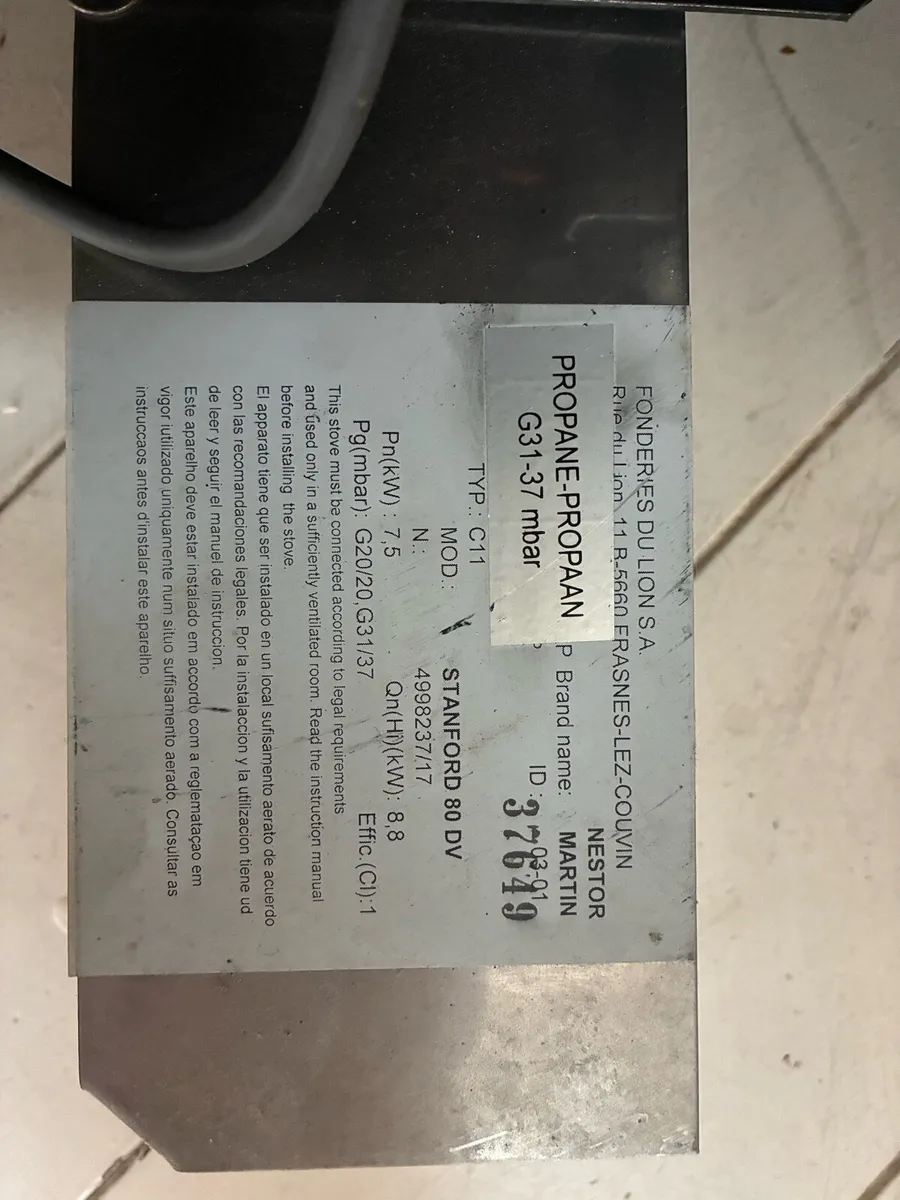 FONDERIES DU LION S.A.
Rue du Lion, 11 B-5660 FRASNES-LEZ-COUVIN
PROPANE-PROPAAN
G31-37 mbar
P Brand name:
NESTOR
MARTIN
ID:
03-01
37649
TYP.: C11
MOD.: STANFORD 80 DV
N.: 4998237/17
Pn(kW) : 7,5 Qn(Hi)(kW): 8,8
Pg(mbar): G20/20,G31/37 Effic.(Cl):1
This stove must be connected according to legal requirements
and used only in a sufficiently ventilated room. Read the instruction manual
before installing the stove.
El apparato tiene que ser instalado en un local sufisamento aerato de acuerdo
con las recomandaciones legales. Por la instalaccion y la utilizacion tiene ud
de leer y seguir el manuel de instruccion.
Este aparelho deve estar instalado em accordo com a reglemataçao em
vigor iutilizado uniquamente num situo suffisamento aerado. Consultar as
instruccaos antes d'instalar este aparelho.